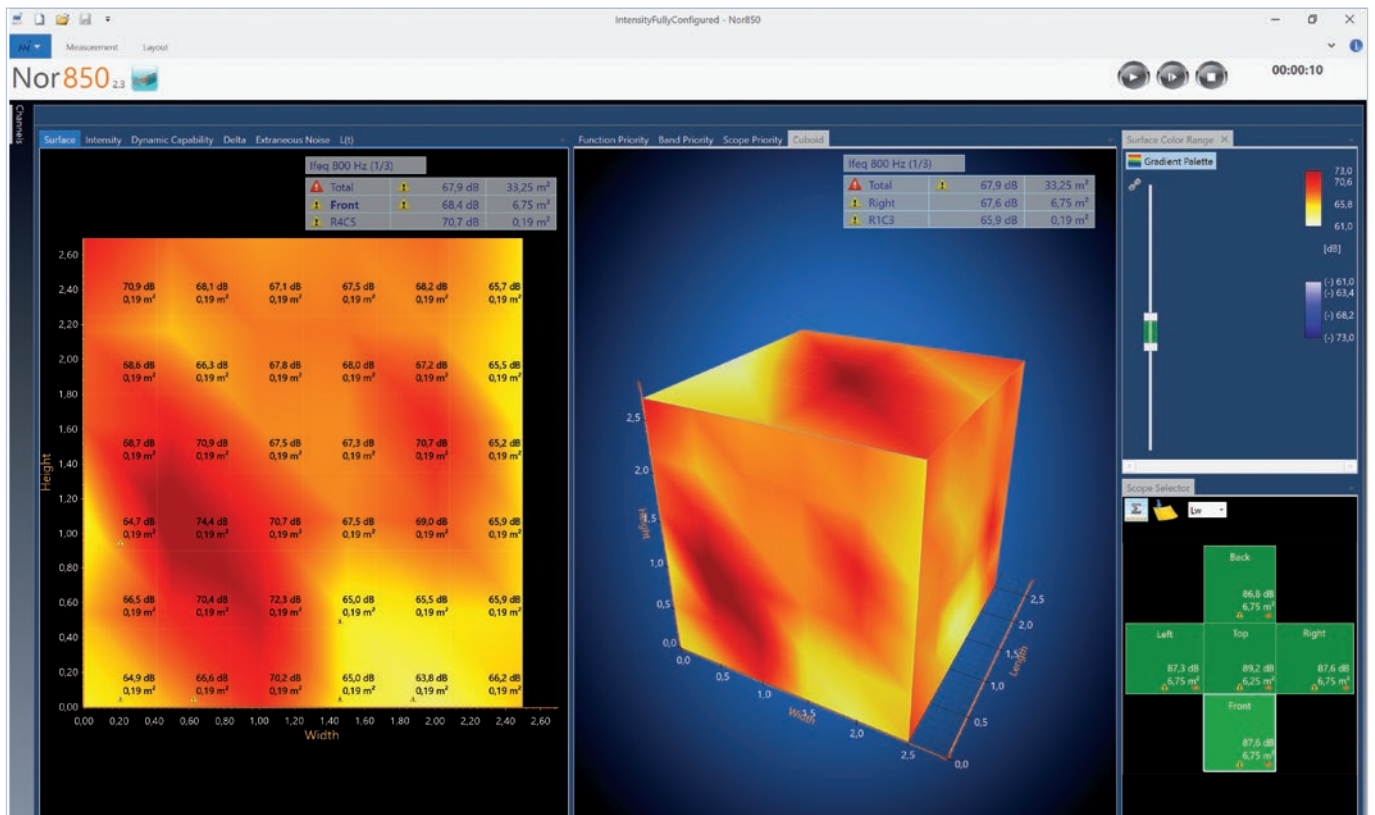 IntensityFullyConfigured - Nor850
Measurement Layout
Nor850 2.3
00:00:10
Channels
Surface Intensity Dynamic Capability Delta Extraneous Noise L(t)
Ifeq 800 Hz (1/3)
Total 67,9 dB 33,25 m²
Front 68,4 dB 6,75 m²
R4C5 70,7 dB 0,19 m²
2,60
2,40
2,20
2,00
1,80
1,60
1,40
1,20
1,00
0,80
0,60
0,40
0,20
0,00
Height
70,9 dB 68,1 dB 67,1 dB 67,5 dB 68,2 dB 65,7 dB
0,19 m² 0,19 m² 0,19 m² 0,19 m² 0,19 m² 0,19 m²
68,6 dB 66,3 dB 67,8 dB 68,0 dB 67,2 dB 65,5 dB
0,19 m² 0,19 m² 0,19 m² 0,19 m² 0,19 m² 0,19 m²
68,7 dB 70,9 dB 67,5 dB 67,3 dB 70,7 dB 65,2 dB
0,19 m² 0,19 m² 0,19 m² 0,19 m² 0,19 m² 0,19 m²
64,7 dB 74,4 dB 70,7 dB 67,5 dB 69,0 dB 65,9 dB
0,19 m² 0,19 m² 0,19 m² 0,19 m² 0,19 m² 0,19 m²
66,5 dB 70,4 dB 72,3 dB 65,0 dB 65,5 dB 65,9 dB
0,19 m² 0,19 m² 0,19 m² 0,19 m² 0,19 m² 0,19 m²
64,9 dB 66,6 dB 70,2 dB 65,0 dB 63,8 dB 66,2 dB
0,19 m² 0,19 m² 0,19 m² 0,19 m² 0,19 m² 0,19 m²
0,00 0,20 0,40 0,60 0,80 1,00 1,20 1,40 1,60 1,80 2,00 2,20 2,40 2,60
Width
Function Priority Band Priority Scope Priority Cuboid
Ifeq 800 Hz (1/3)
Total 67,9 dB 33,25 m²
Right 67,6 dB 6,75 m²
R1C3 65,9 dB 0,19 m²
2,5
2,0
1,5
1,0
0,5
0,0
Height
0,0 0,5 1,0 1,5 2,0 2,5
Width
0,0 0,5 1,0 1,5 2,0 2,5
Length
Surface Color Range
Gradient Palette
73,0
70,6
65,8
61,0
[dB]
(-) 61,0
(-) 63,4
(-) 68,2
(-) 73,0
Scope Selector
Σ Lw
Back
86,8 dB
6,75 m²
Left Top Right
87,3 dB 89,2 dB 87,6 dB
6,75 m² 6,25 m² 6,75 m²
Front
87,6 dB
6,75 m²